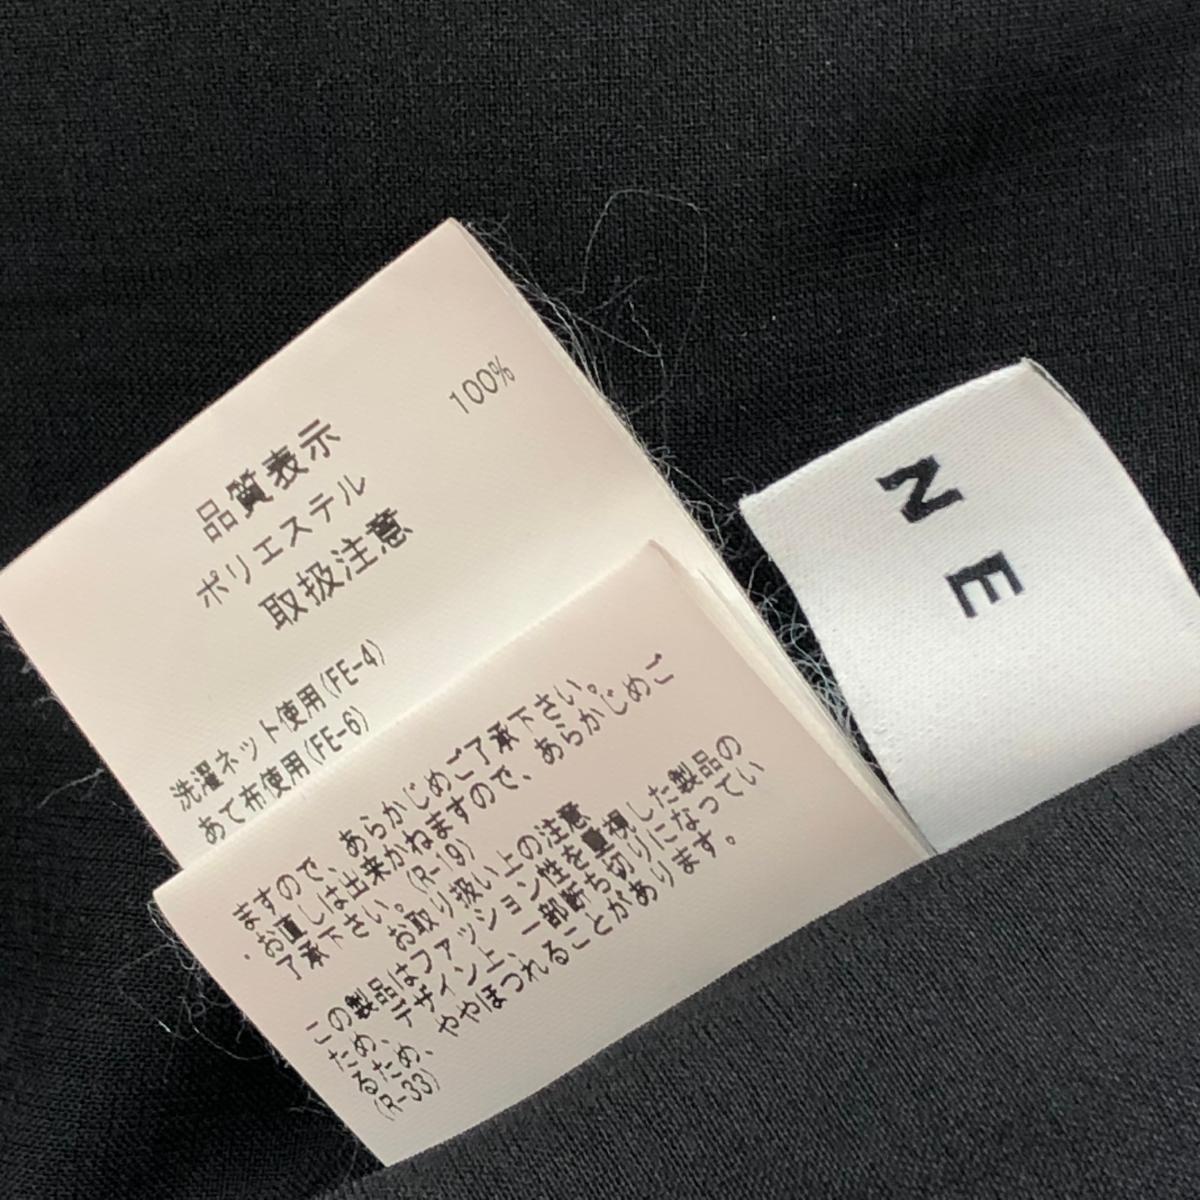 品質表示
ポリエステル 100%
取扱注意
洗濯ネット使用(FE-4)
あて布使用(FE-6)
ますので、あらかじめご了承下さい。
・お直しは出来かねますので、あらかじめご
了承下さい。(R-19)
お取り扱い上の注意
この製品はファッション性を重視した製品の
ため、デザイン上、一部断ち切りになってい
るため、ややほつれることがあります。
(R-33)
N E